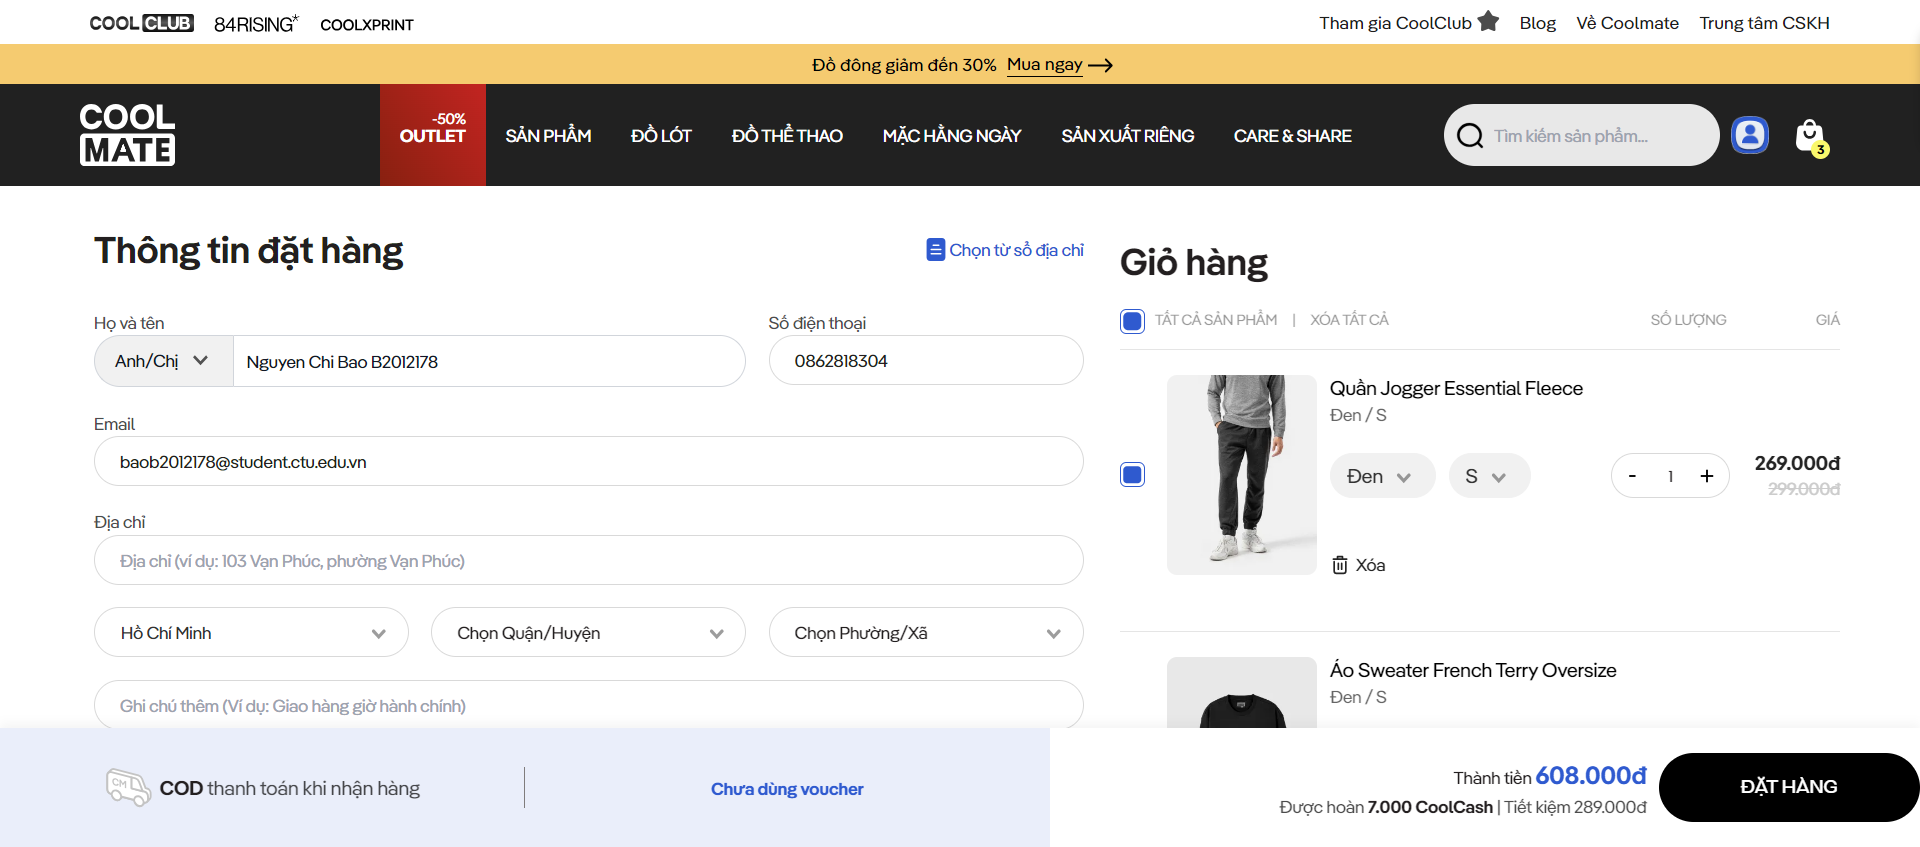 COOL CLUB 84RISING* COOLXPRINT Tham gia CoolClub Blog Về Coolmate Trung tâm CSKH
Đồ đông giảm đến 30% Mua ngay
COOL
MATE
-50%
OUTLET SẢN PHẨM ĐỒ LÓT ĐỒ THỂ THAO MẶC HẰNG NGÀY SẢN XUẤT RIÊNG CARE & SHARE Tìm kiếm sản phẩm... 3
Thông tin đặt hàng
Chọn từ sổ địa chỉ
Họ và tên Số điện thoại
Anh/Chị Nguyen Chi Bao B2012178 0862818304
Email
baob2012178@student.ctu.edu.vn
Địa chỉ
Địa chỉ (ví dụ: 103 Vạn Phúc, phường Vạn Phúc)
Hồ Chí Minh Chọn Quận/Huyện Chọn Phường/Xã
Ghi chú thêm (Ví dụ: Giao hàng giờ hành chính)
Giỏ hàng
TẤT CẢ SẢN PHẨM | XÓA TẤT CẢ SỐ LƯỢNG GIÁ
Quần Jogger Essential Fleece
Đen / S
Đen S - 1 + 269.000đ
299.000đ
Xóa
Áo Sweater French Terry Oversize
Đen / S
CM COD thanh toán khi nhận hàng Chưa dùng voucher
Thành tiền 608.000đ
Được hoàn 7.000 CoolCash | Tiết kiệm 289.000đ
ĐẶT HÀNG